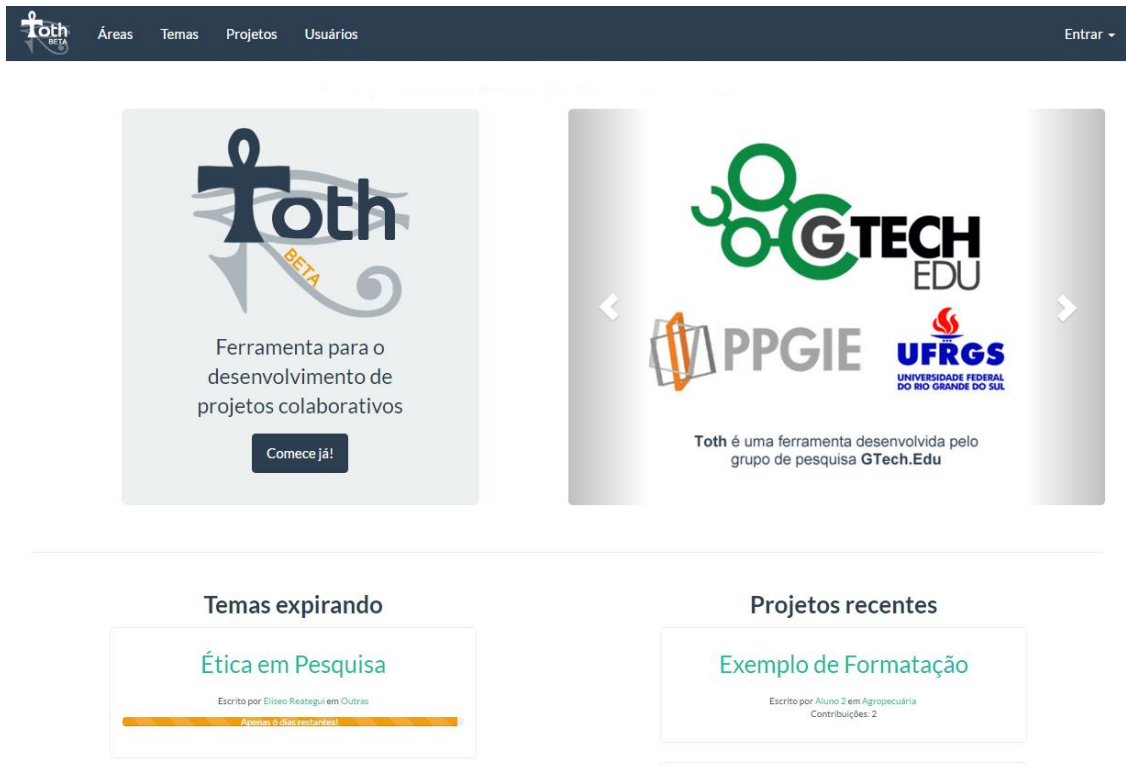 Toth
BETA
Áreas
Temas
Projetos
Usuários
Entrar
Toth
BETA
Ferramenta para o
desenvolvimento de
projetos colaborativos
Comece já!
GTECH
EDU
PPGIE
UFRGS
UNIVERSIDADE FEDERAL
DO RIO GRANDE DO SUL
Toth é uma ferramenta desenvolvida pelo
grupo de pesquisa GTech.Edu
Temas expirando
Ética em Pesquisa
Escrito por Eliseo Reategui em Outras
Apenas 6 dias restantes!
Projetos recentes
Exemplo de Formatação
Escrito por Aluno 2 em Agropecuária
Contribuições: 2